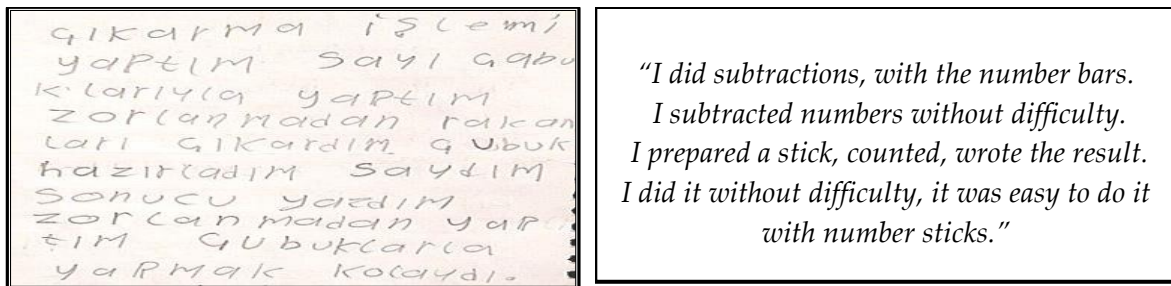 çıkarma işlemi
yaptım sayı çabu
klarıyla yaptım
zorlanmadan rakam
ları çıkardım çubuk
hazırladım saydım
sonucu yazdım
zorlanmadan yap
tım çubuklarla
yapmak kolaydı.
“I did subtractions, with the number bars.
I subtracted numbers without difficulty.
I prepared a stick, counted, wrote the result.
I did it without difficulty, it was easy to do it
with number sticks.”